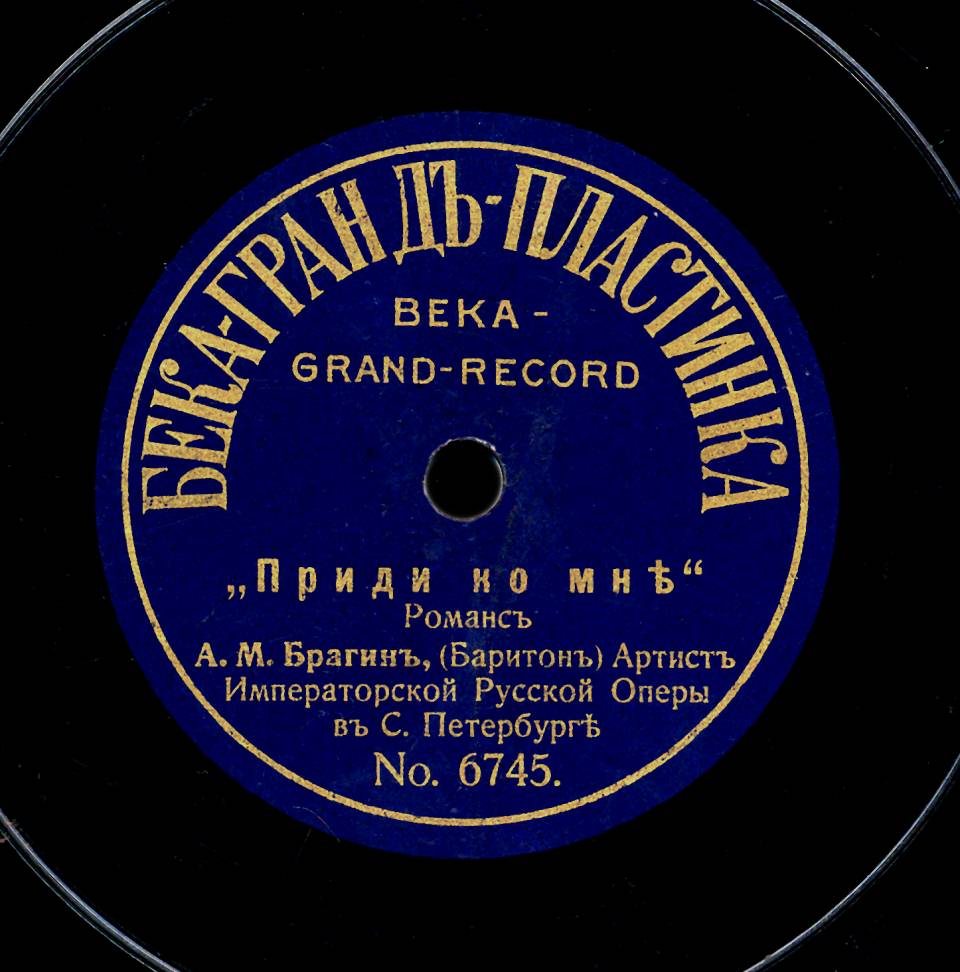 БЕКА-ГРАНДЪ-ПЛАСТИНКА
BEKA-
GRAND-RECORD
„Приди ко мнѣ“
Романсъ
А. М. Брагинъ, (Баритонъ) Артистъ
Императорской Русской Оперы
въ С. Петербургѣ
No. 6745.